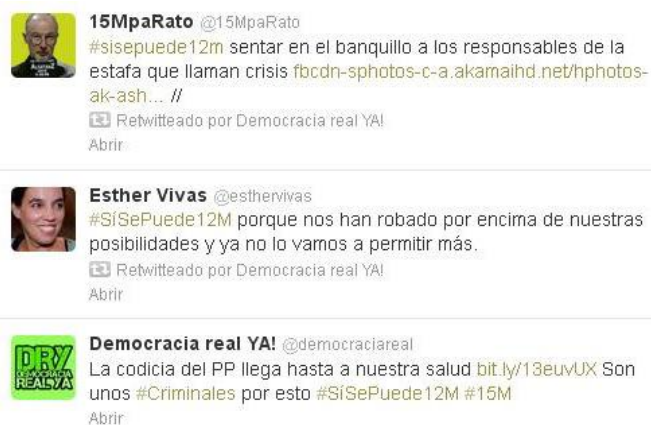 15MpaRato @15MpaRato
#sisepuede12m sentar en el banquillo a los responsables de la
estafa que llaman crisis fbcdn-sphotos-c-a.akamaihd.net/hphotos-
ak-ash... //
Retwitteado por Democracia real YA!
Abrir
Esther Vivas @esthervivas
#SíSePuede12M porque nos han robado por encima de nuestras
posibilidades y ya no lo vamos a permitir más.
Retwitteado por Democracia real YA!
Abrir
DRY
DEMOCRACIA
REAL YA
Democracia real YA! @democraciareal
La codicia del PP llega hasta a nuestra salud bit.ly/13euvUX Son
unos #Criminales por esto #SíSePuede12M #15M
Abrir